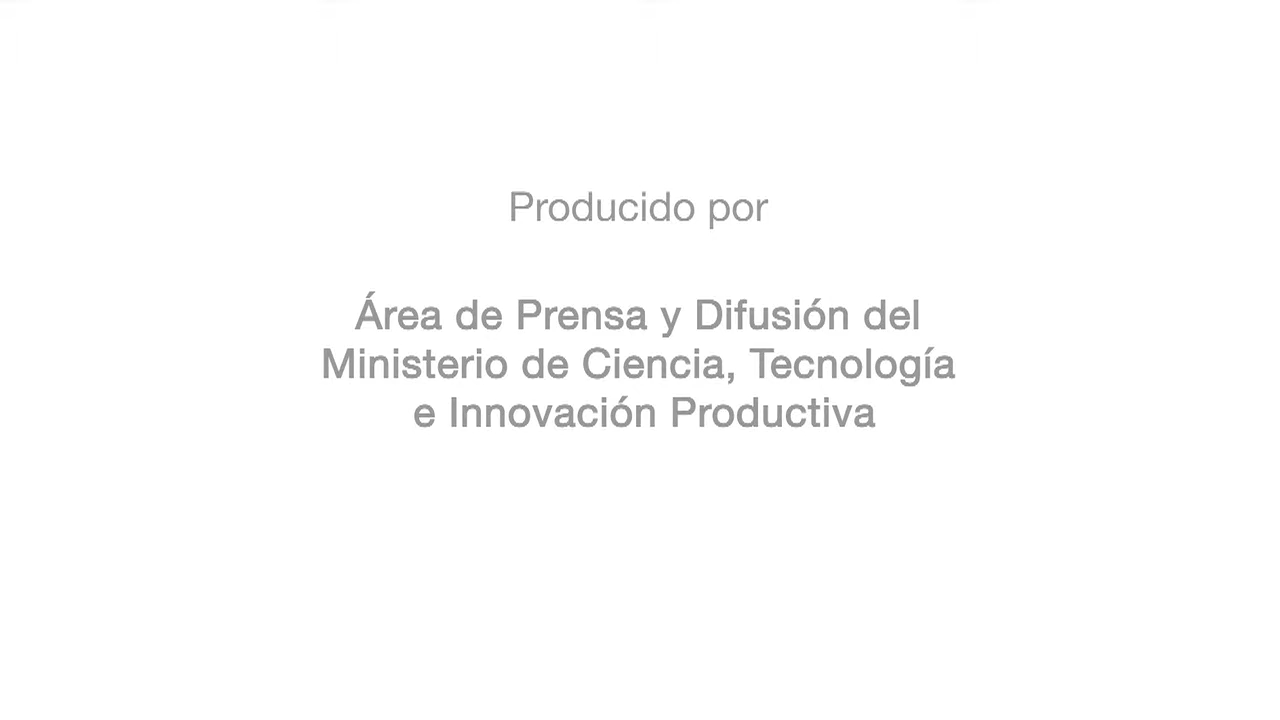 Producido por
Área de Prensa y Difusión del
Ministerio de Ciencia, Tecnología
e Innovación Productiva